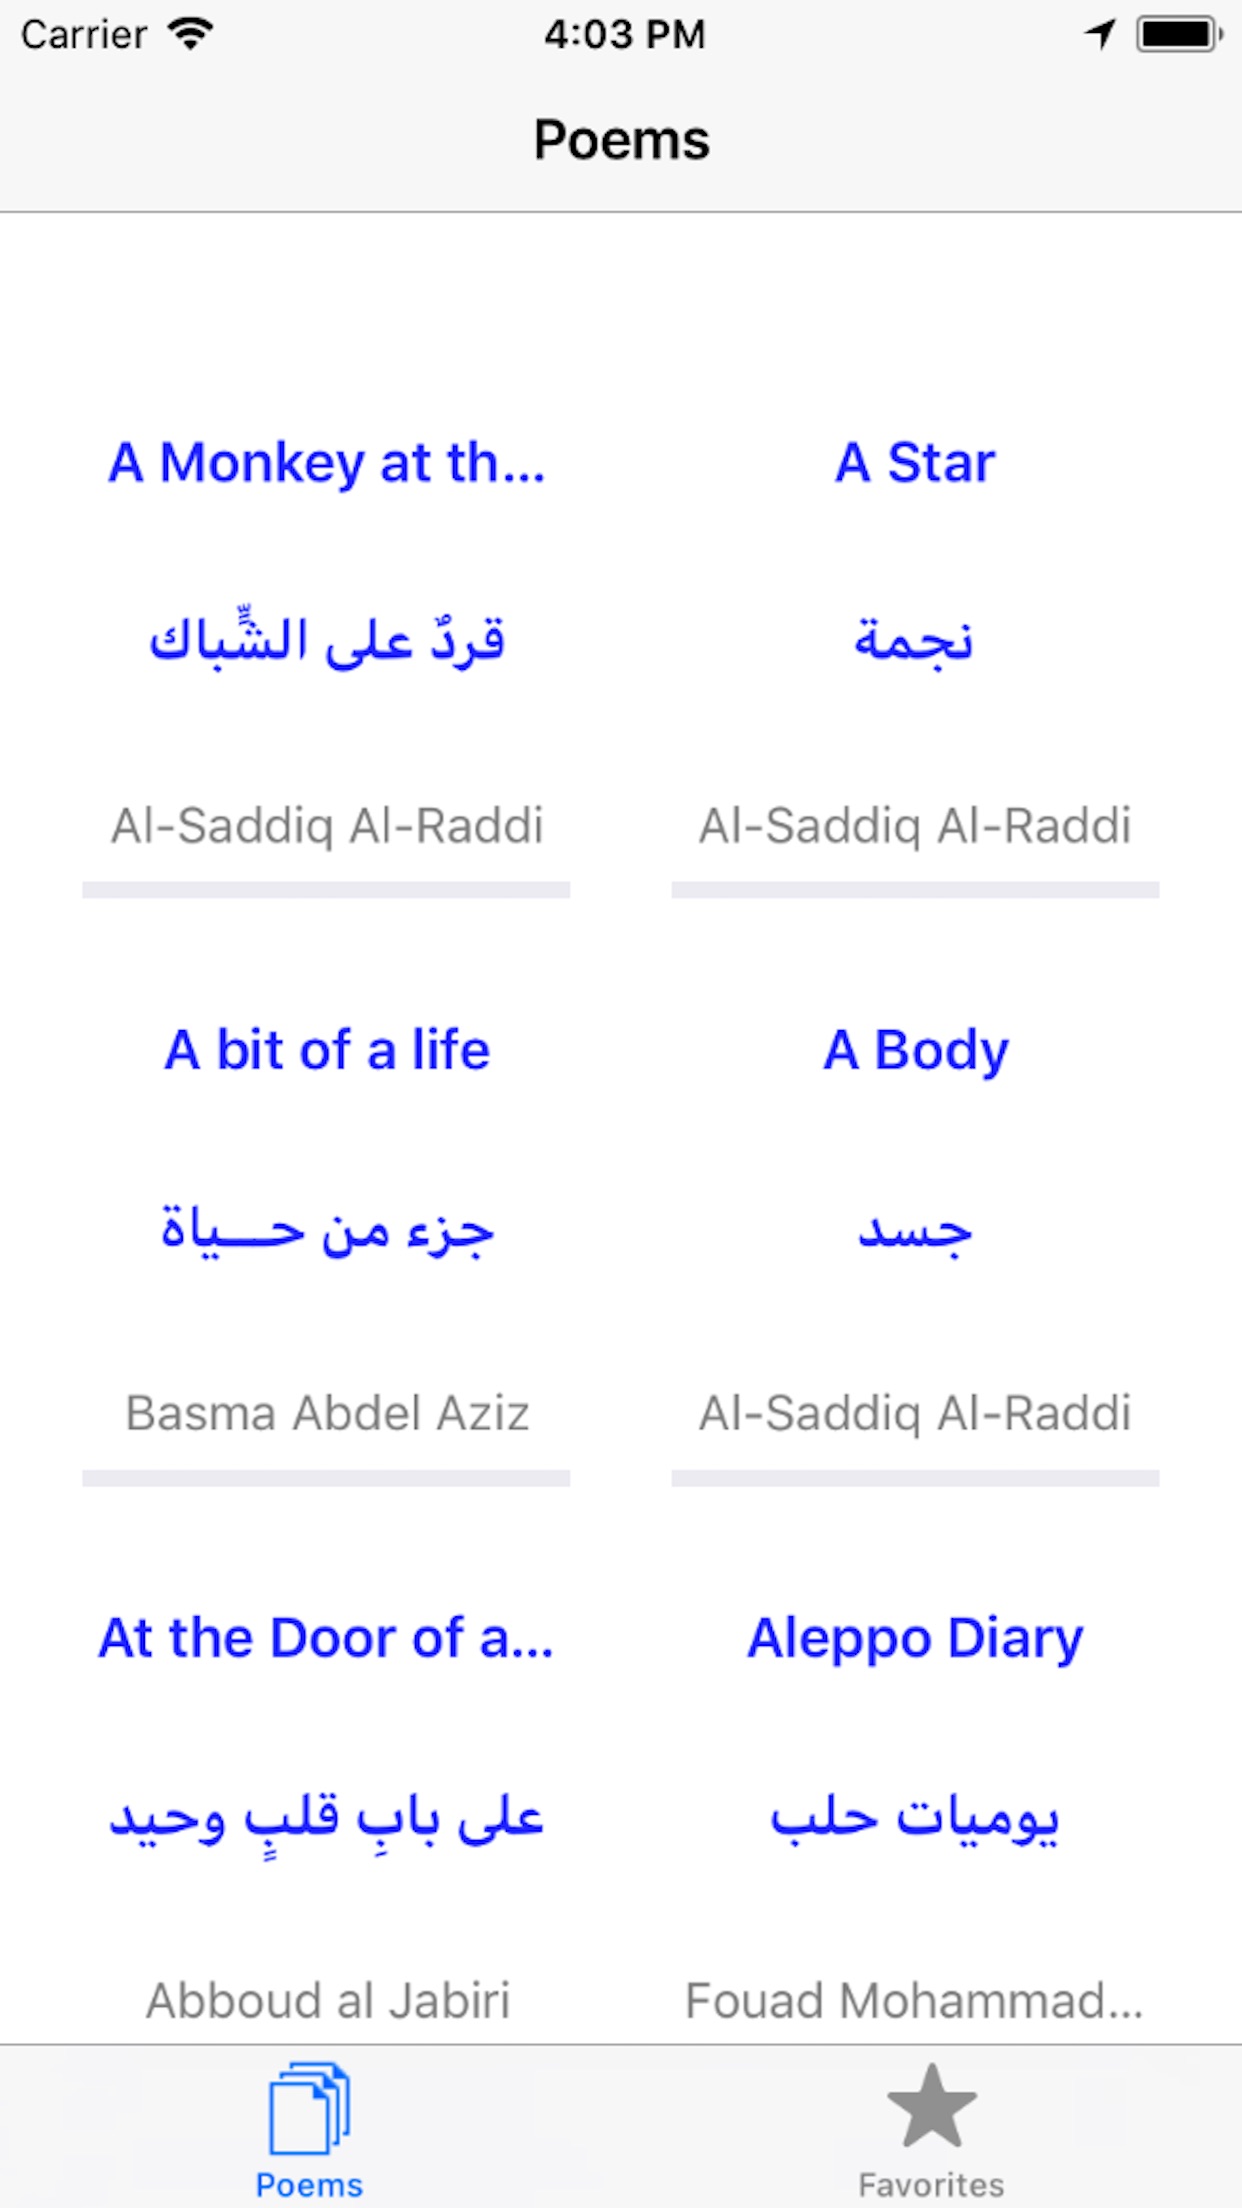 Carrier
4:03 PM
Poems
A Monkey at th...
قردٌ على الشٍّباك
Al-Saddiq Al-Raddi
A Star
نجمة
Al-Saddiq Al-Raddi
A bit of a life
جزء من حـــياة
Basma Abdel Aziz
A Body
جسد
Al-Saddiq Al-Raddi
At the Door of a...
على بابِ قلبٍ وحيد
Abboud al Jabiri
Aleppo Diary
يوميات حلب
Fouad Mohammad...
Poems
Favorites